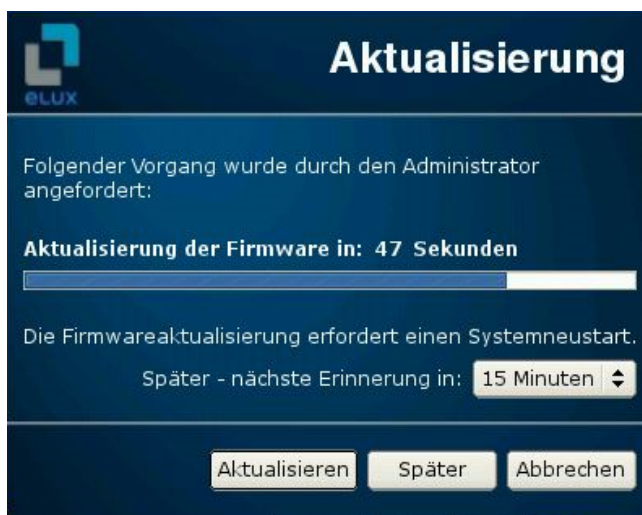 eLUX
Aktualisierung
Folgender Vorgang wurde durch den Administrator
angefordert:
Aktualisierung der Firmware in: 47 Sekunden
Die Firmwareaktualisierung erfordert einen Systemneustart.
Später - nächste Erinnerung in: 15 Minuten
Aktualisieren Später Abbrechen